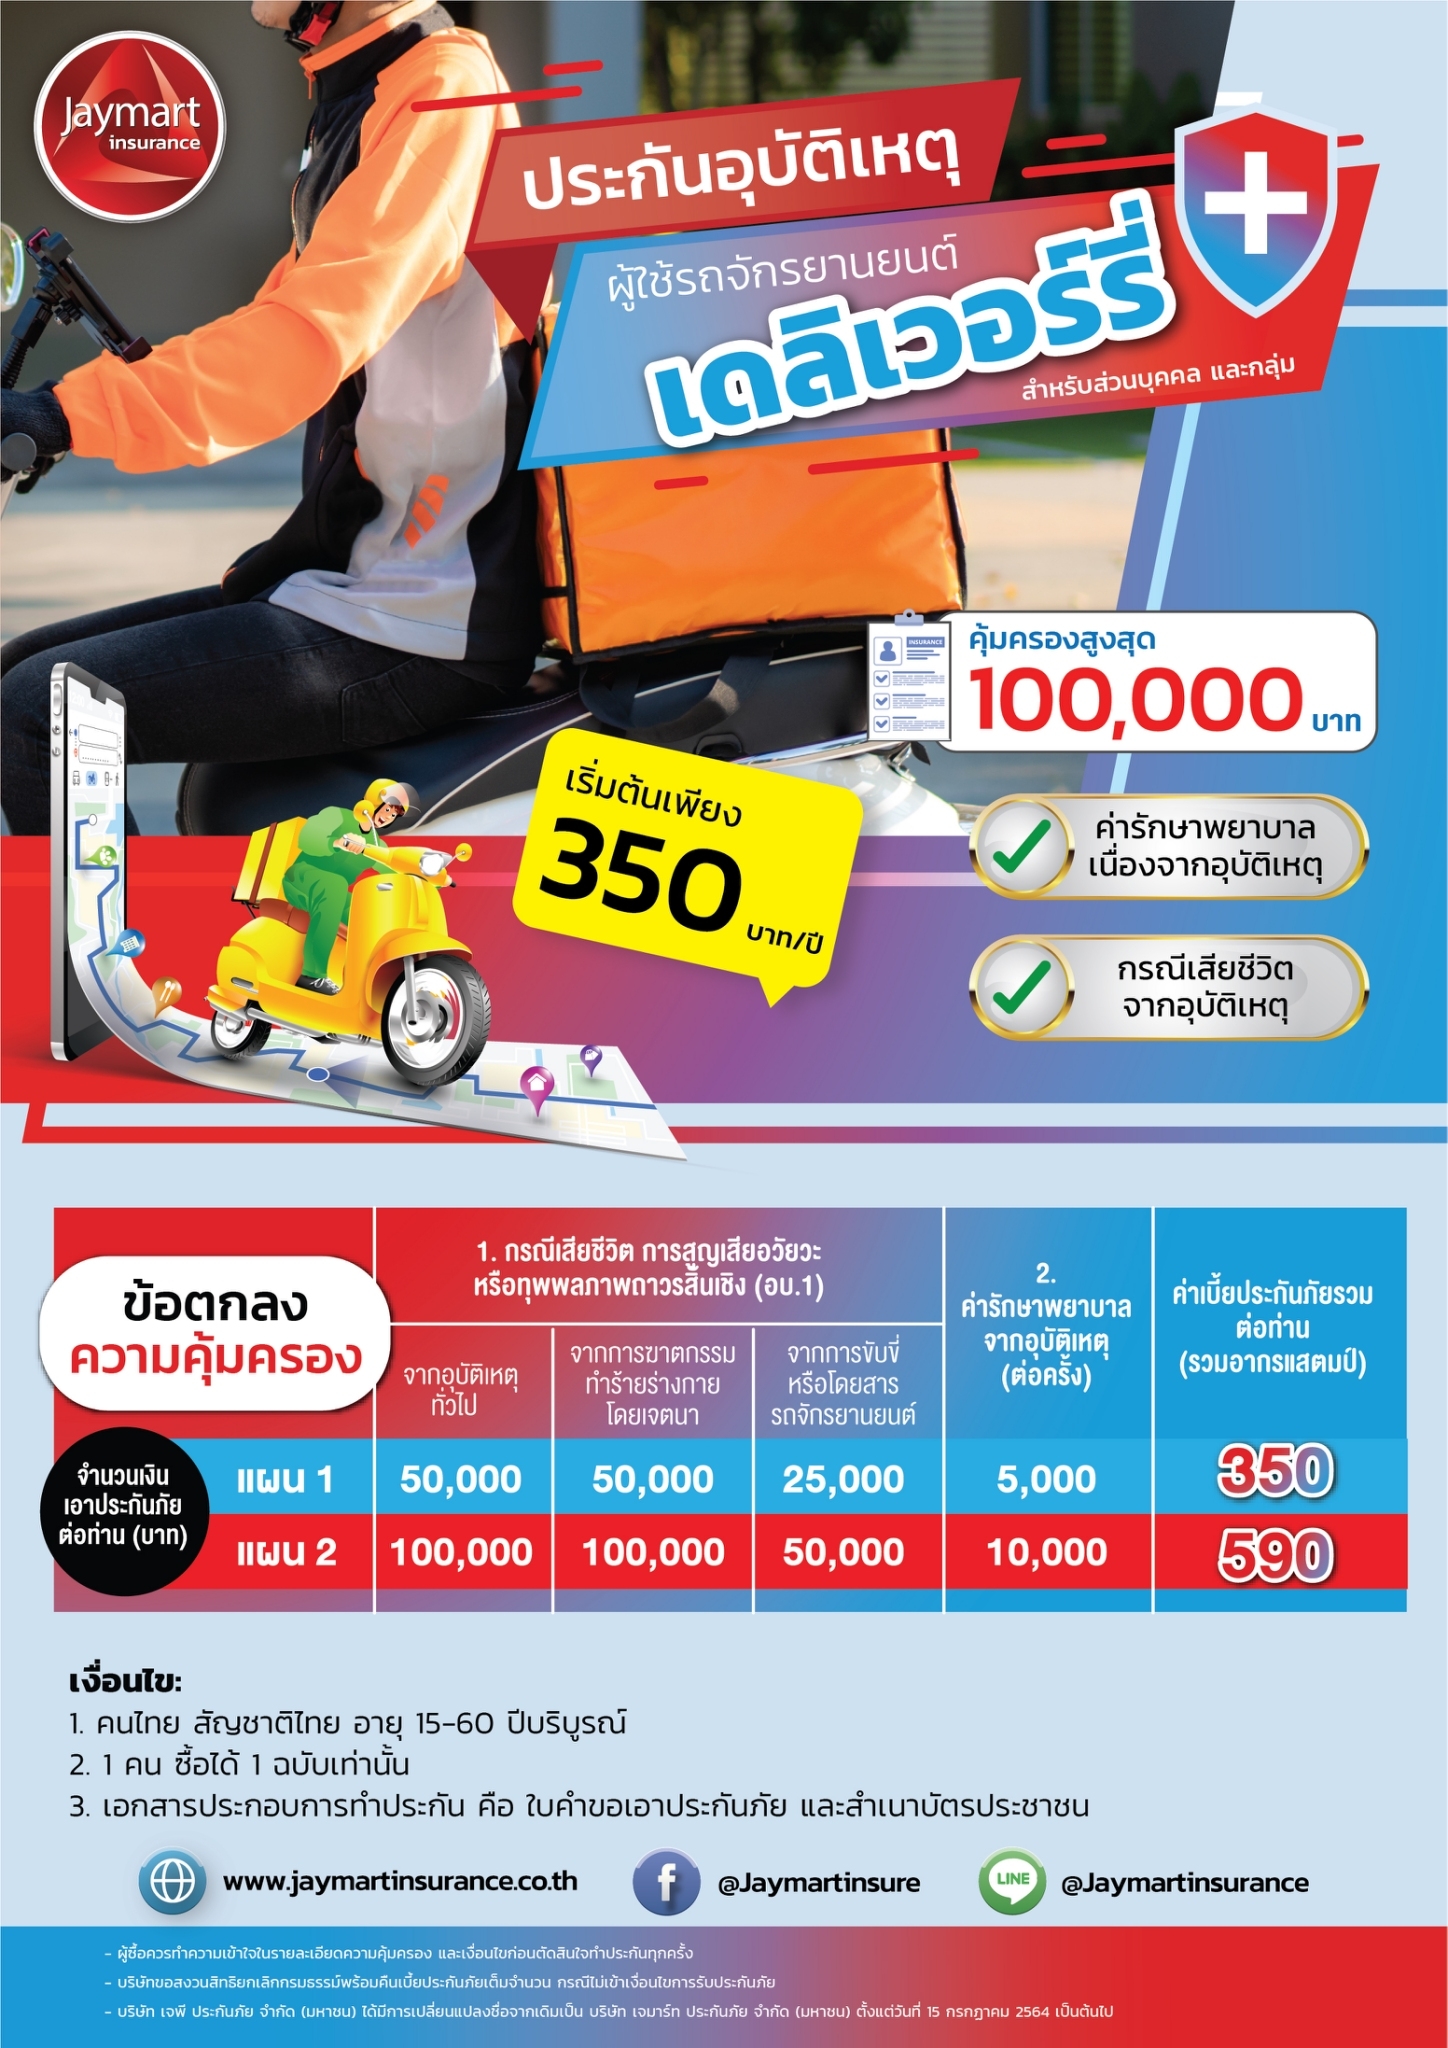 Jaymart
insurance
ประกันอุบัติเหตุ
ผู้ใช้รถจักรยานยนต์
เดลิเวอร์รี่
สำหรับส่วนบุคคล และกลุ่ม
INSURANCE
คุ้มครองสูงสุด
100,000 บาท
เริ่มต้นเพียง
350 บาท/ปี
ค่ารักษาพยาบาล
เนื่องจากอุบัติเหตุ
กรณีเสียชีวิต
จากอุบัติเหตุ
ข้อตกลง
ความคุ้มครอง
1. กรณีเสียชีวิต การสูญเสียอวัยวะ
หรือทุพพลภาพถาวรสิ้นเชิง (อบ.1)
จากอุบัติเหตุ
ทั่วไป
จากการฆาตกรรม
ทำร้ายร่างกาย
โดยเจตนา
จากการขับขี่
หรือโดยสาร
รถจักรยานยนต์
2.
ค่ารักษาพยาบาล
จากอุบัติเหตุ
(ต่อครั้ง)
ค่าเบี้ยประกันภัยรวม
ต่อท่าน
(รวมอากรแสตมป์)
จำนวนเงิน
เอาประกันภัย
ต่อท่าน (บาท)
แผน 1 50,000 50,000 25,000 5,000 350
แผน 2 100,000 100,000 50,000 10,000 590
เงื่อนไข:
1. คนไทย สัญชาติไทย อายุ 15-60 ปีบริบูรณ์
2. 1 คน ซื้อได้ 1 ฉบับเท่านั้น
3. เอกสารประกอบการทำประกัน คือ ใบคำขอเอาประกันภัย และสำเนาบัตรประชาชน
www.jaymartinsurance.co.th f @Jaymartinsure LINE @Jaymartinsurance
- ผู้ซื้อควรทำความเข้าใจในรายละเอียดความคุ้มครอง และเงื่อนไขก่อนตัดสินใจทำประกันทุกครั้ง
- บริษัทขอสงวนสิทธิยกเลิกกรมธรรม์พร้อมคืนเบี้ยประกันภัยเต็มจำนวน กรณีไม่เข้าเงื่อนไขการรับประกันภัย
- บริษัท เจพี ประกันภัย จำกัด (มหาชน) ได้มีการเปลี่ยนแปลงชื่อจากเดิมเป็น บริษัท เจมาร์ท ประกันภัย จำกัด (มหาชน) ตั้งแต่วันที่ 15 กรกฎาคม 2564 เป็นต้นไป